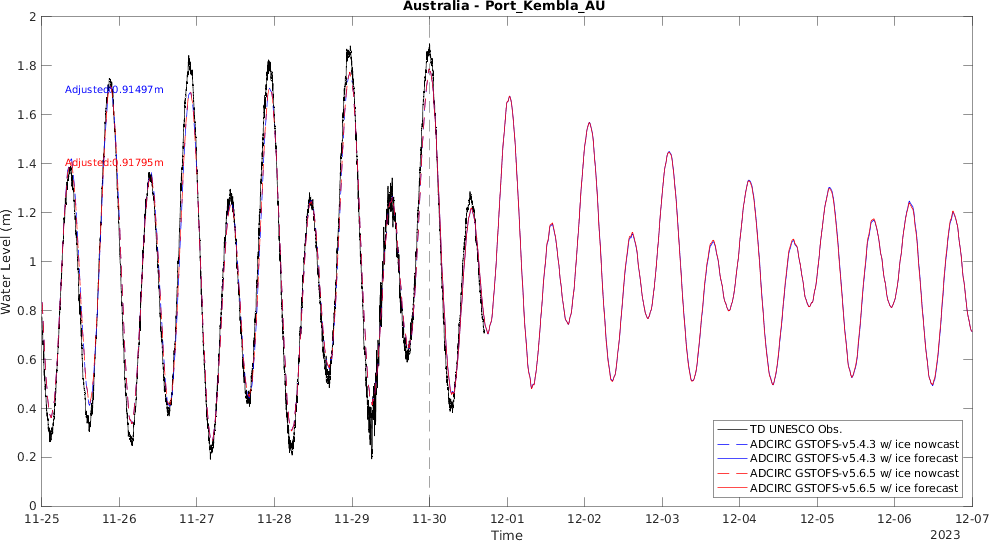 Australia - Port_Kembla_AU
2
1.8
1.6
1.4
1.2
1
0.8
0.6
0.4
0.2
0
Water Level (m)
Adjusted:0.91497m
Adjusted:0.91795m
TD UNESCO Obs.
ADCIRC GSTOFS-v5.4.3 w/ ice nowcast
ADCIRC GSTOFS-v5.4.3 w/ ice forecast
ADCIRC GSTOFS-v5.6.5 w/ ice nowcast
ADCIRC GSTOFS-v5.6.5 w/ ice forecast
11-25 11-26 11-27 11-28 11-29 11-30 12-01 12-02 12-03 12-04 12-05 12-06 12-07
Time
2023